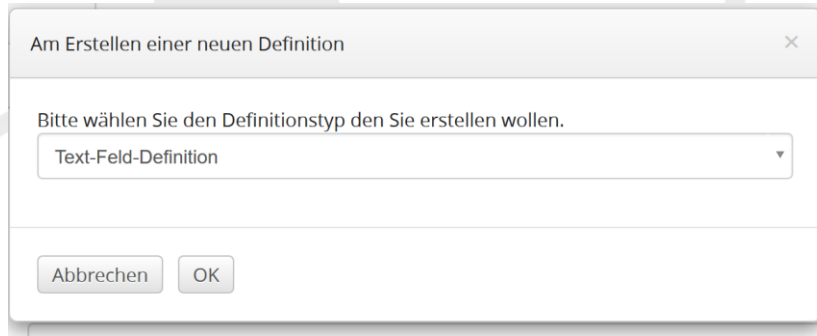 Am Erstellen einer neuen Definition
Bitte wählen Sie den Definitionstyp den Sie erstellen wollen.
Text-Feld-Definition
Abbrechen OK